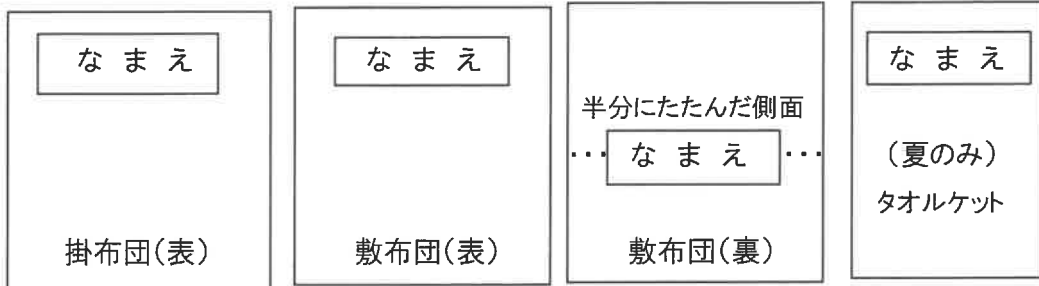 な ま え
掛布団(表)
な ま え
敷布団(表)
半分にたたんだ側面
… な ま え …
敷布団(裏)
な ま え
(夏のみ)
タオルケット